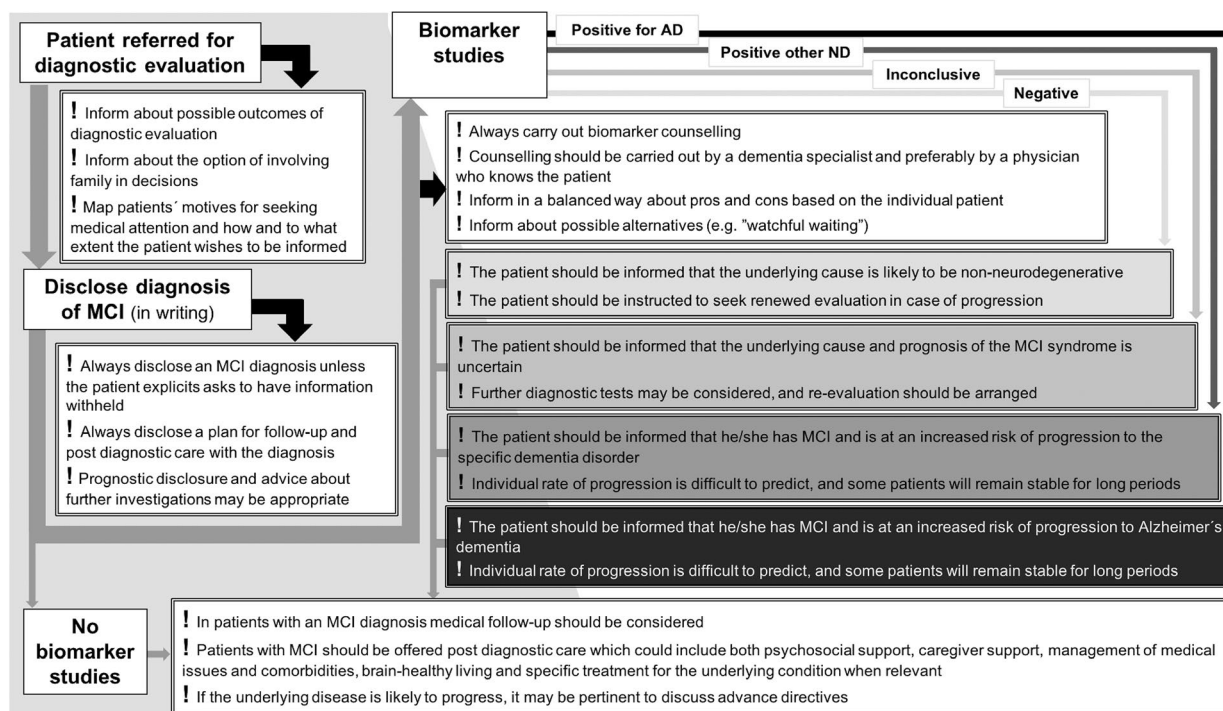 Patient referred for
diagnostic evaluation
! Inform about possible outcomes of
diagnostic evaluation
! Inform about the option of involving
family in decisions
! Map patients´ motives for seeking
medical attention and how and to what
extent the patient wishes to be informed
Disclose diagnosis
of MCI (in writing)
! Always disclose an MCI diagnosis unless
the patient explicits asks to have information
withheld
! Always disclose a plan for follow-up and
post diagnostic care with the diagnosis
! Prognostic disclosure and advice about
further investigations may be appropriate
Biomarker
studies
Positive for AD
Positive other ND
Inconclusive
Negative
! Always carry out biomarker counselling
! Counselling should be carried out by a dementia specialist and preferably by a physician
who knows the patient
! Inform in a balanced way about pros and cons based on the individual patient
! Inform about possible alternatives (e.g. ”watchful waiting”)
! The patient should be informed that the underlying cause is likely to be non-neurodegenerative
! The patient should be instructed to seek renewed evaluation in case of progression
! The patient should be informed that the underlying cause and prognosis of the MCI syndrome is
uncertain
! Further diagnostic tests may be considered, and re-evaluation should be arranged
! The patient should be informed that he/she has MCI and is at an increased risk of progression to the
specific dementia disorder
! Individual rate of progression is difficult to predict, and some patients will remain stable for long periods
! The patient should be informed that he/she has MCI and is at an increased risk of progression to Alzheimer´s
dementia
! Individual rate of progression is difficult to predict, and some patients will remain stable for long periods
No
biomarker
studies
! In patients with an MCI diagnosis medical follow-up should be considered
! Patients with MCI should be offered post diagnostic care which could include both psychosocial support, caregiver support, management of medical
issues and comorbidities, brain-healthy living and specific treatment for the underlying condition when relevant
! If the underlying disease is likely to progress, it may be pertinent to discuss advance directives